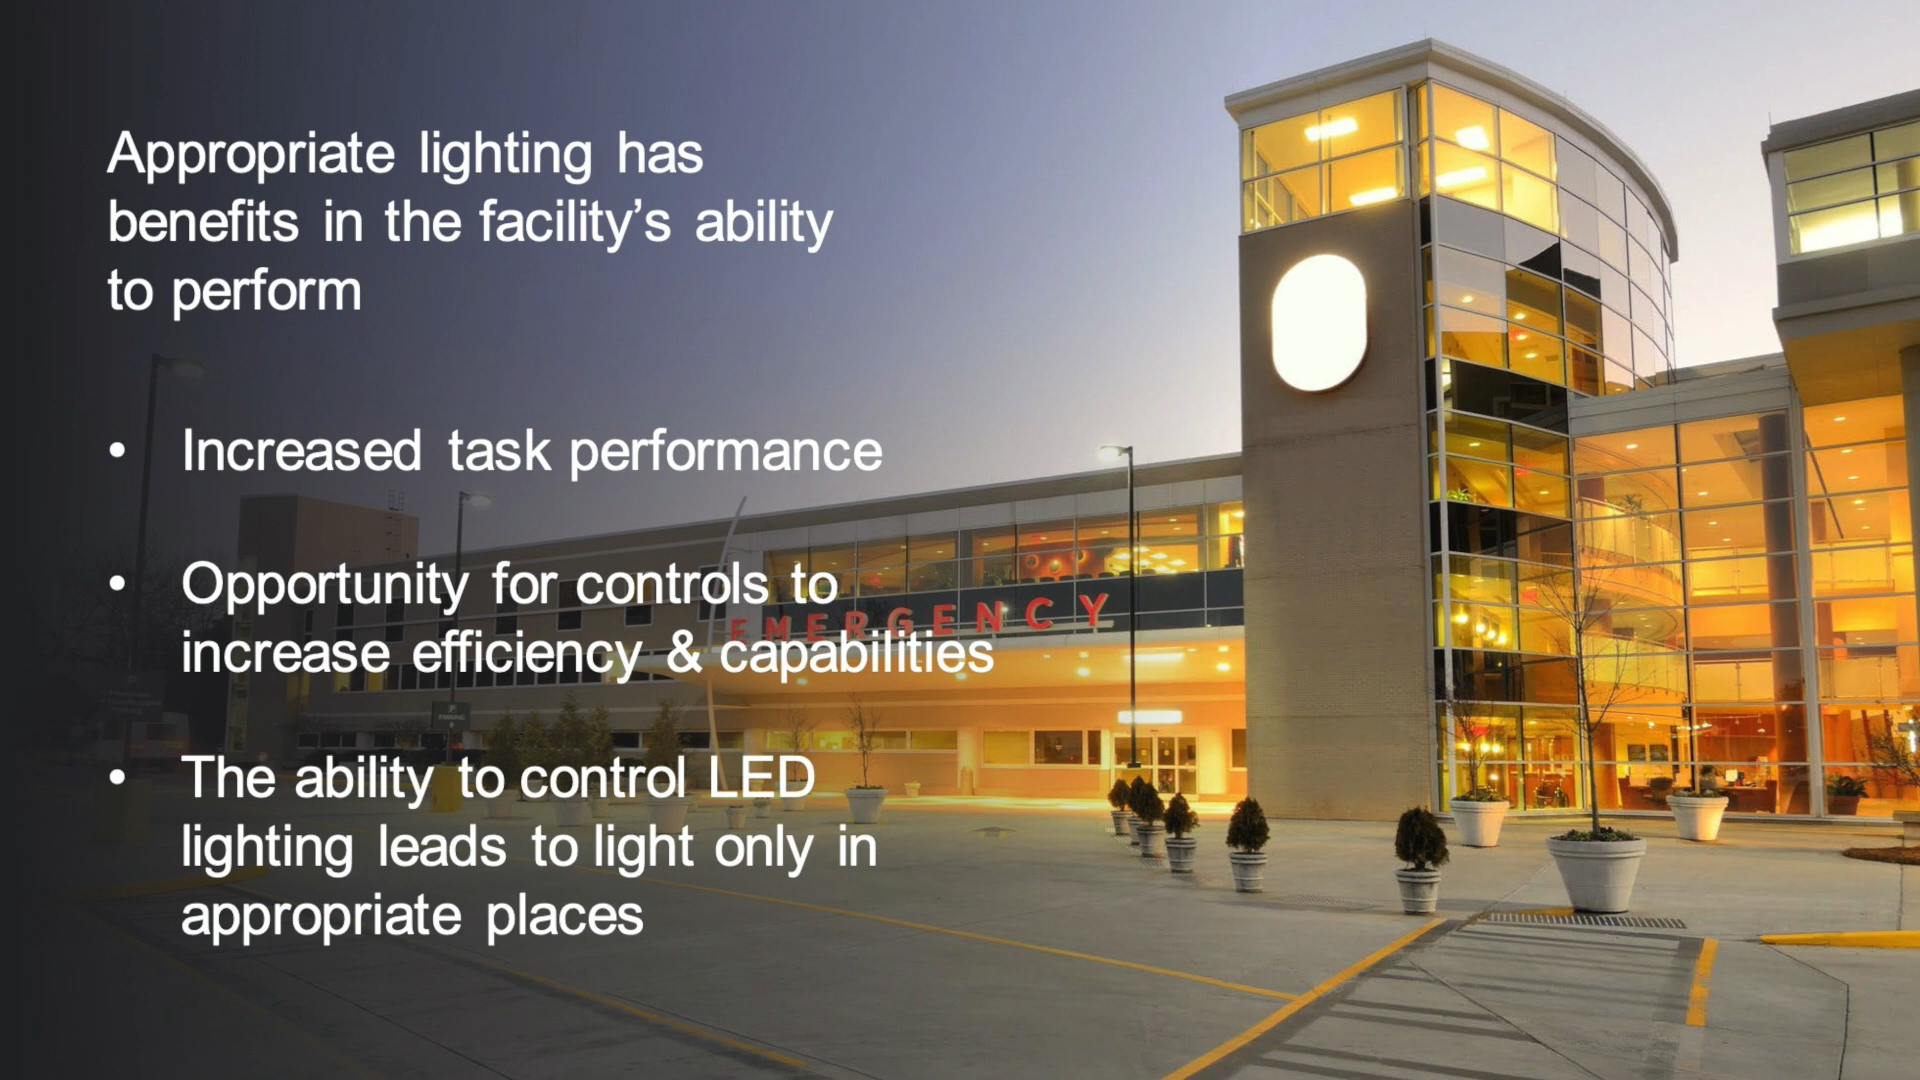 Appropriate lighting has
benefits in the facility’s ability
to perform
• Increased task performance
• Opportunity for controls to
increase efficiency & capabilities
EMERGENCY
• The ability to control LED
lighting leads to light only in
appropriate places
P
PARKING